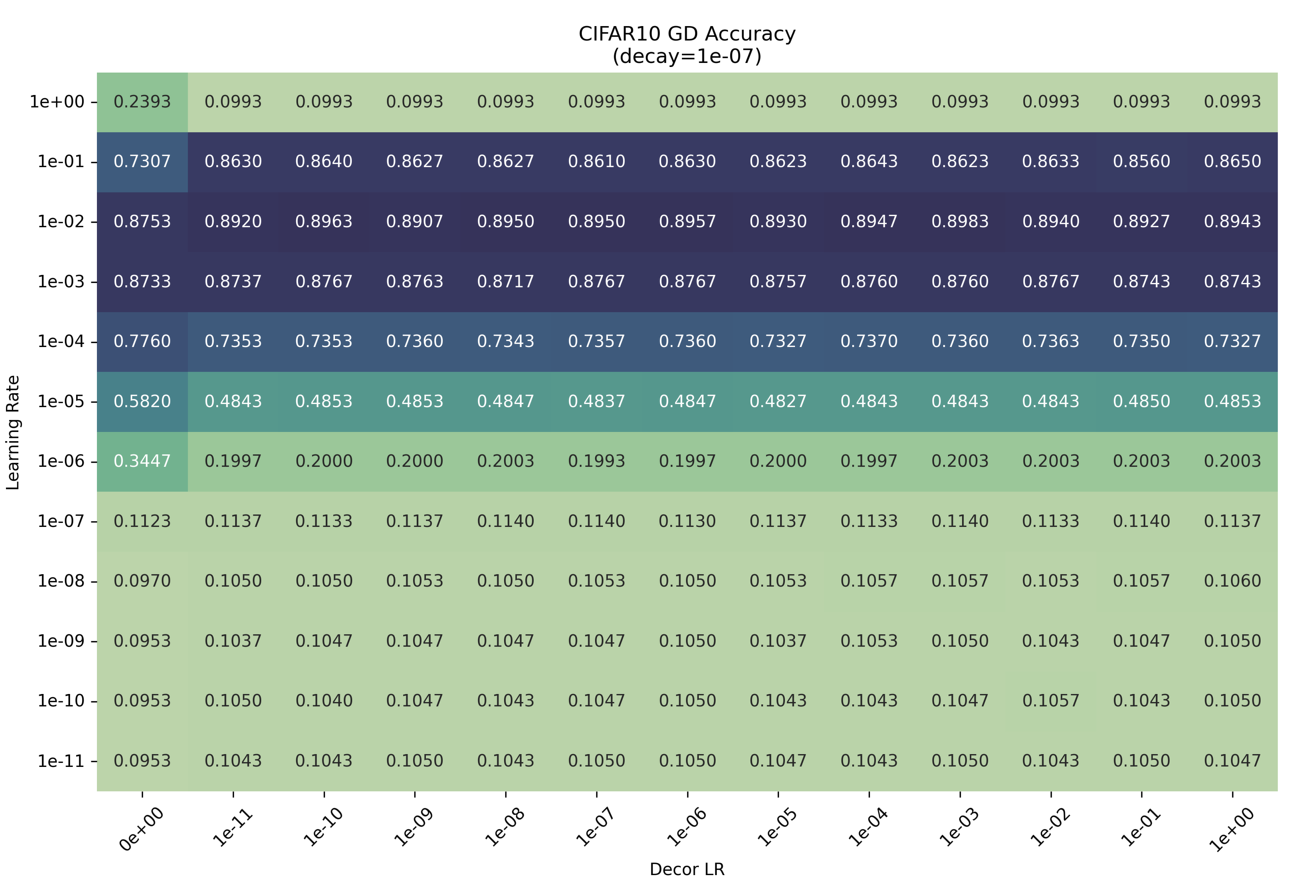 CIFAR10 GD Accuracy
(decay=1e-07)
1e+00 0.2393 0.0993 0.0993 0.0993 0.0993 0.0993 0.0993 0.0993 0.0993 0.0993 0.0993 0.0993 0.0993
1e-01 0.7307 0.8630 0.8640 0.8627 0.8627 0.8610 0.8630 0.8623 0.8643 0.8623 0.8633 0.8560 0.8650
1e-02 0.8753 0.8920 0.8963 0.8907 0.8950 0.8950 0.8957 0.8930 0.8947 0.8983 0.8940 0.8927 0.8943
1e-03 0.8733 0.8737 0.8767 0.8763 0.8717 0.8767 0.8767 0.8757 0.8760 0.8760 0.8767 0.8743 0.8743
1e-04 0.7760 0.7353 0.7353 0.7360 0.7343 0.7357 0.7360 0.7327 0.7370 0.7360 0.7363 0.7350 0.7327
1e-05 0.5820 0.4843 0.4853 0.4853 0.4847 0.4837 0.4847 0.4827 0.4843 0.4843 0.4843 0.4850 0.4853
Learning Rate
1e-06 0.3447 0.1997 0.2000 0.2000 0.2003 0.1993 0.1997 0.2000 0.1997 0.2003 0.2003 0.2003 0.2003
1e-07 0.1123 0.1137 0.1133 0.1137 0.1140 0.1140 0.1130 0.1137 0.1133 0.1140 0.1133 0.1140 0.1137
1e-08 0.0970 0.1050 0.1050 0.1053 0.1050 0.1053 0.1050 0.1053 0.1057 0.1057 0.1053 0.1057 0.1060
1e-09 0.0953 0.1037 0.1047 0.1047 0.1047 0.1047 0.1050 0.1037 0.1053 0.1050 0.1043 0.1047 0.1050
1e-10 0.0953 0.1050 0.1040 0.1047 0.1043 0.1047 0.1050 0.1043 0.1043 0.1047 0.1057 0.1043 0.1050
1e-11 0.0953 0.1043 0.1043 0.1050 0.1043 0.1050 0.1050 0.1047 0.1043 0.1050 0.1043 0.1050 0.1047
0e+00 1e-11 1e-10 1e-09 1e-08 1e-07 1e-06 1e-05 1e-04 1e-03 1e-02 1e-01 1e+00
Decor LR